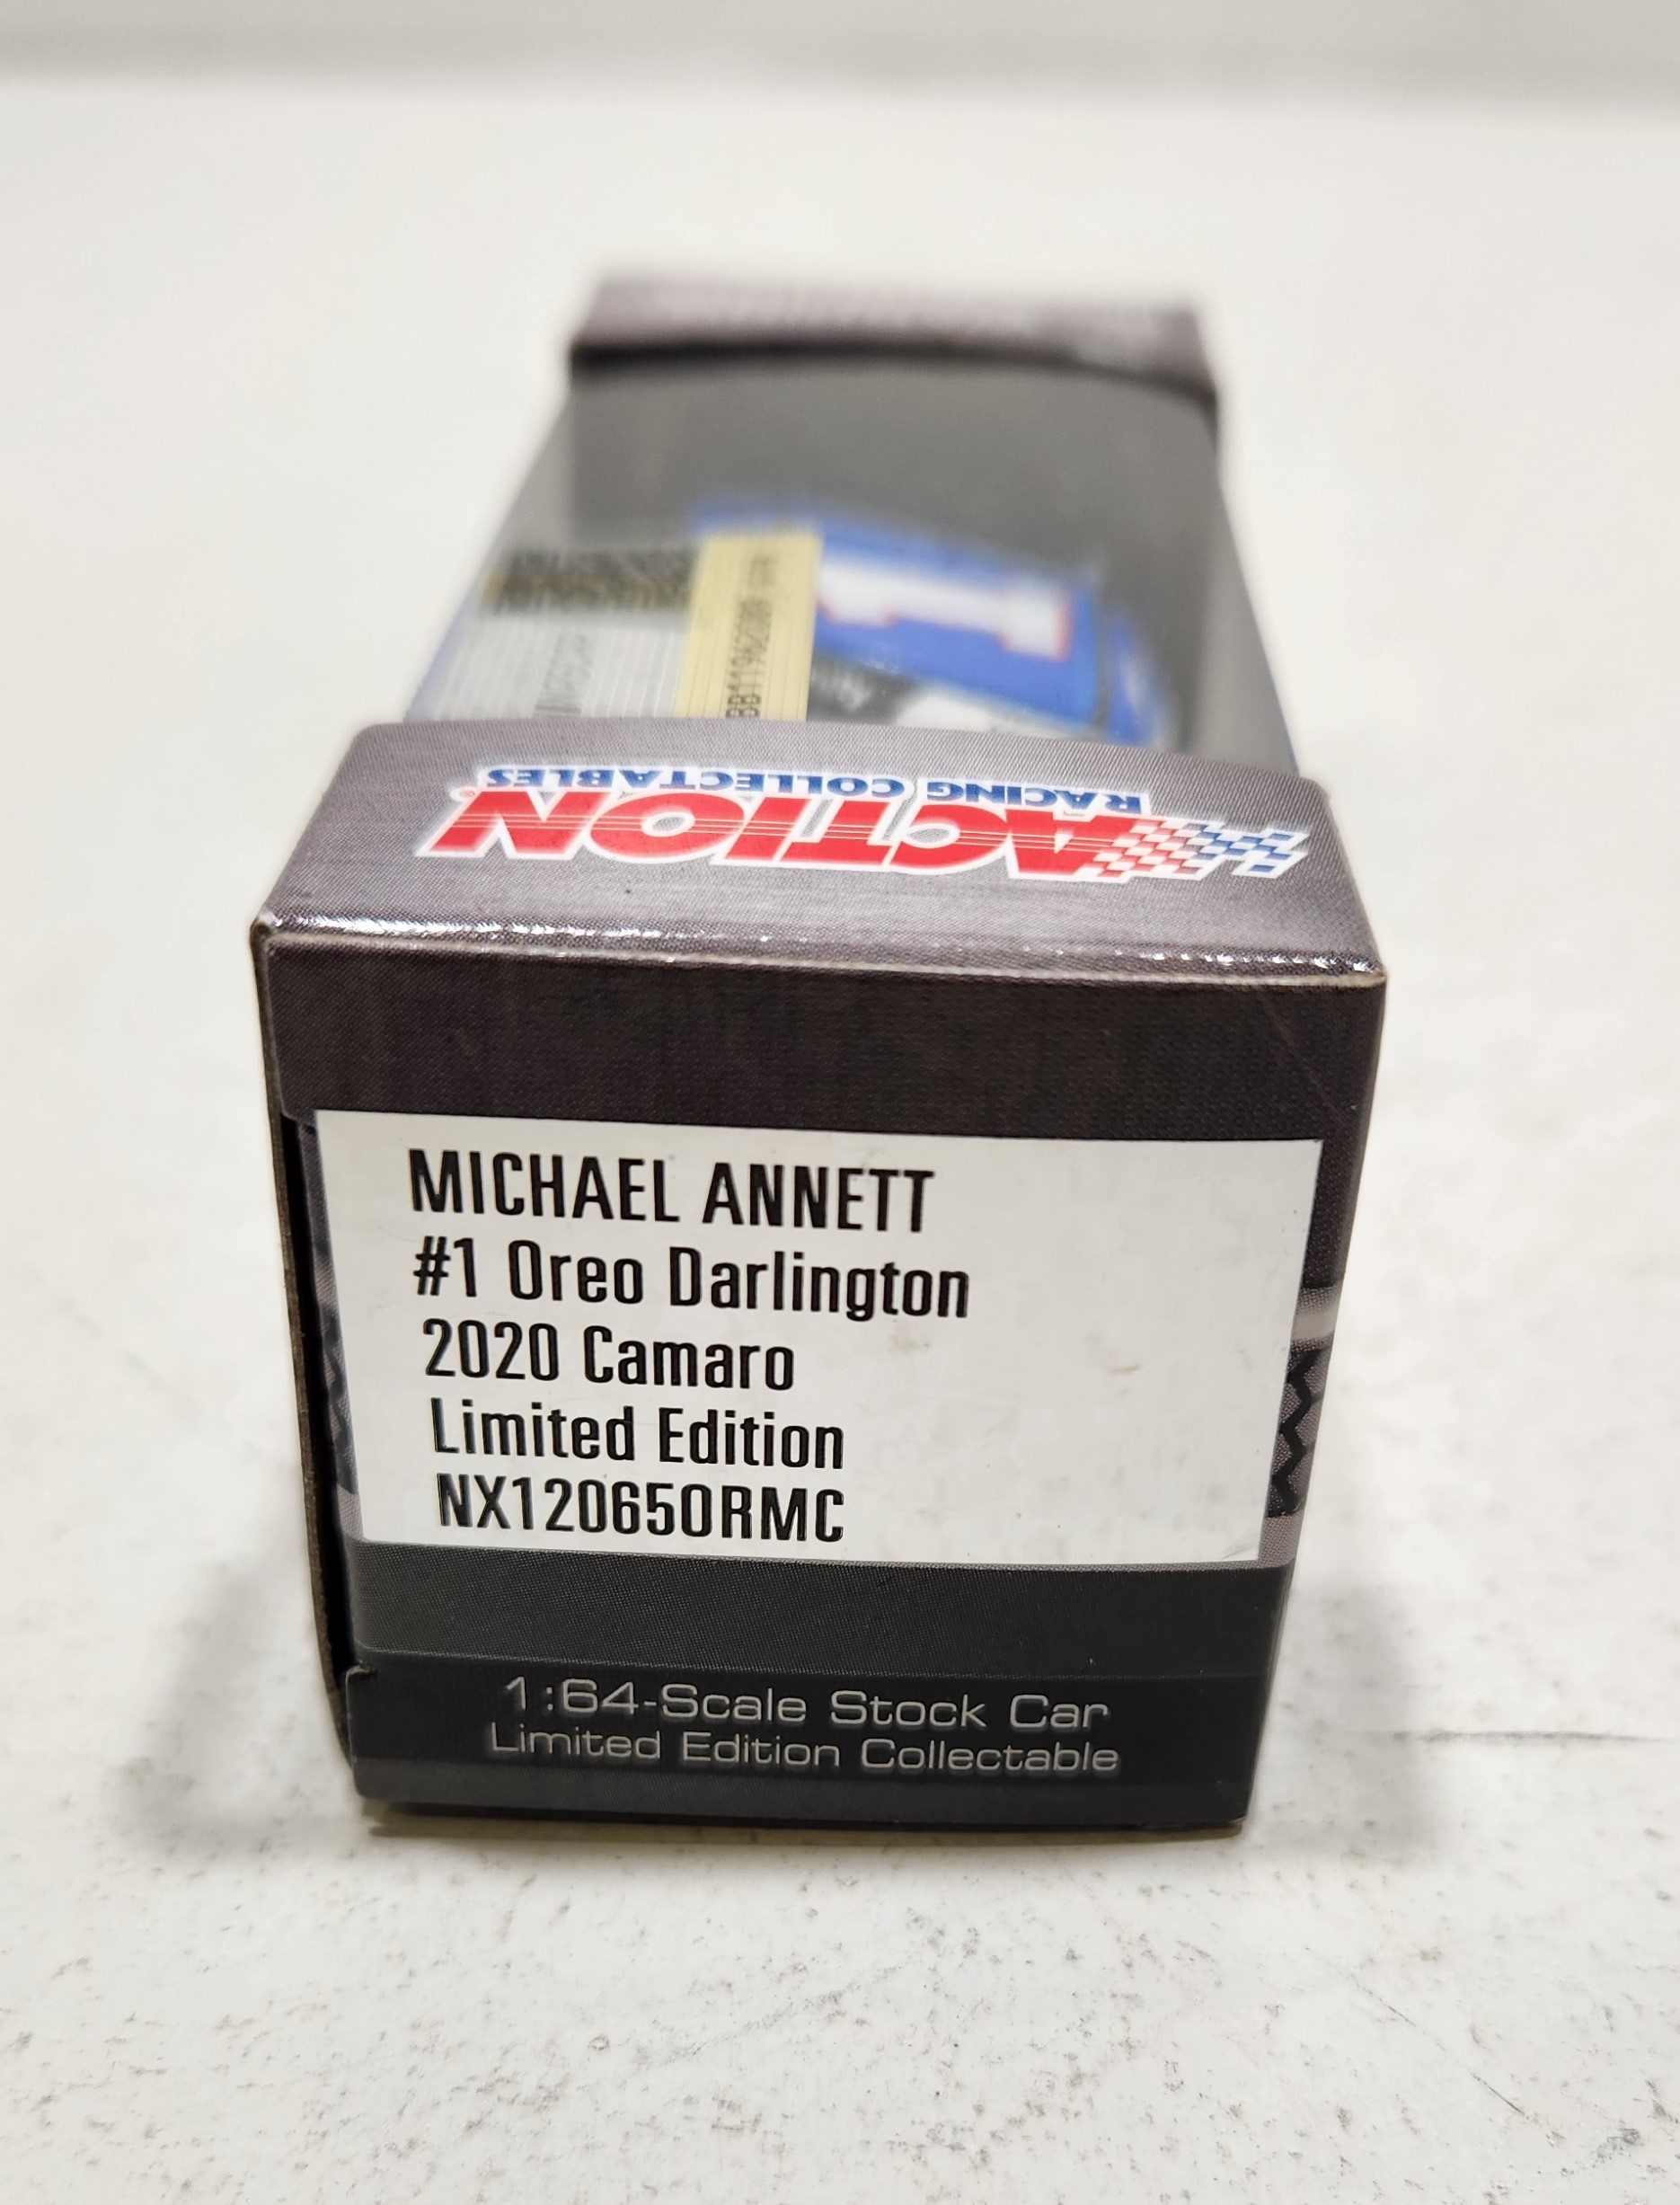 ACTION
RACING COLLECTABLES
MICHAEL ANNETT
#1 Oreo Darlington
2020 Camaro
Limited Edition
NX120650RMC
1:64-Scale Stock Car
Limited Edition Collectable
1